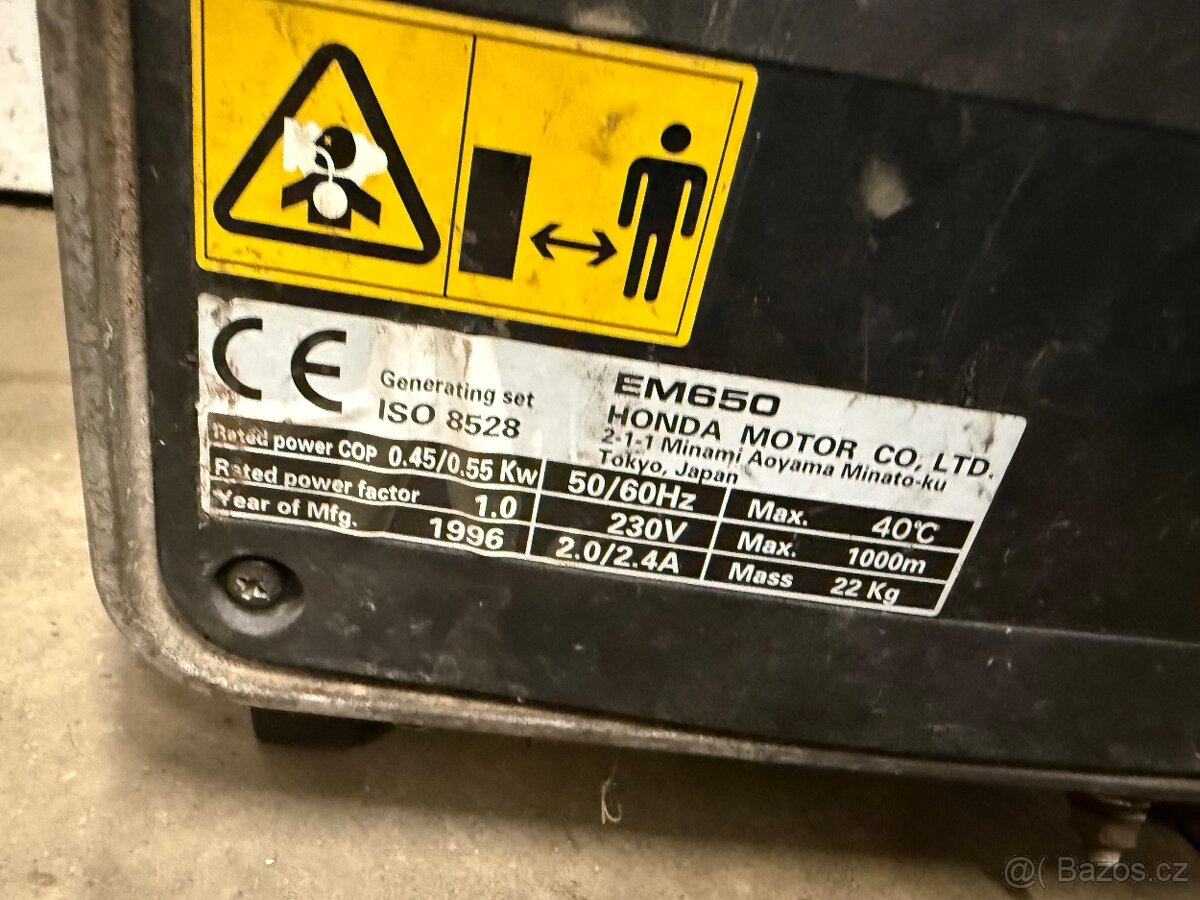 CE
Generating set
ISO 8528
EM650
HONDA MOTOR CO., LTD.
2-1-1 Minami Aoyama Minato-ku
Tokyo, Japan
Rated power COP 0.45/0.55 Kw 50/60Hz Max. 40℃
Rated power factor 1.0 230V Max. 1000m
Year of Mfg. 1996 2.0/2.4A Mass 22 Kg
@( Bazos.cz